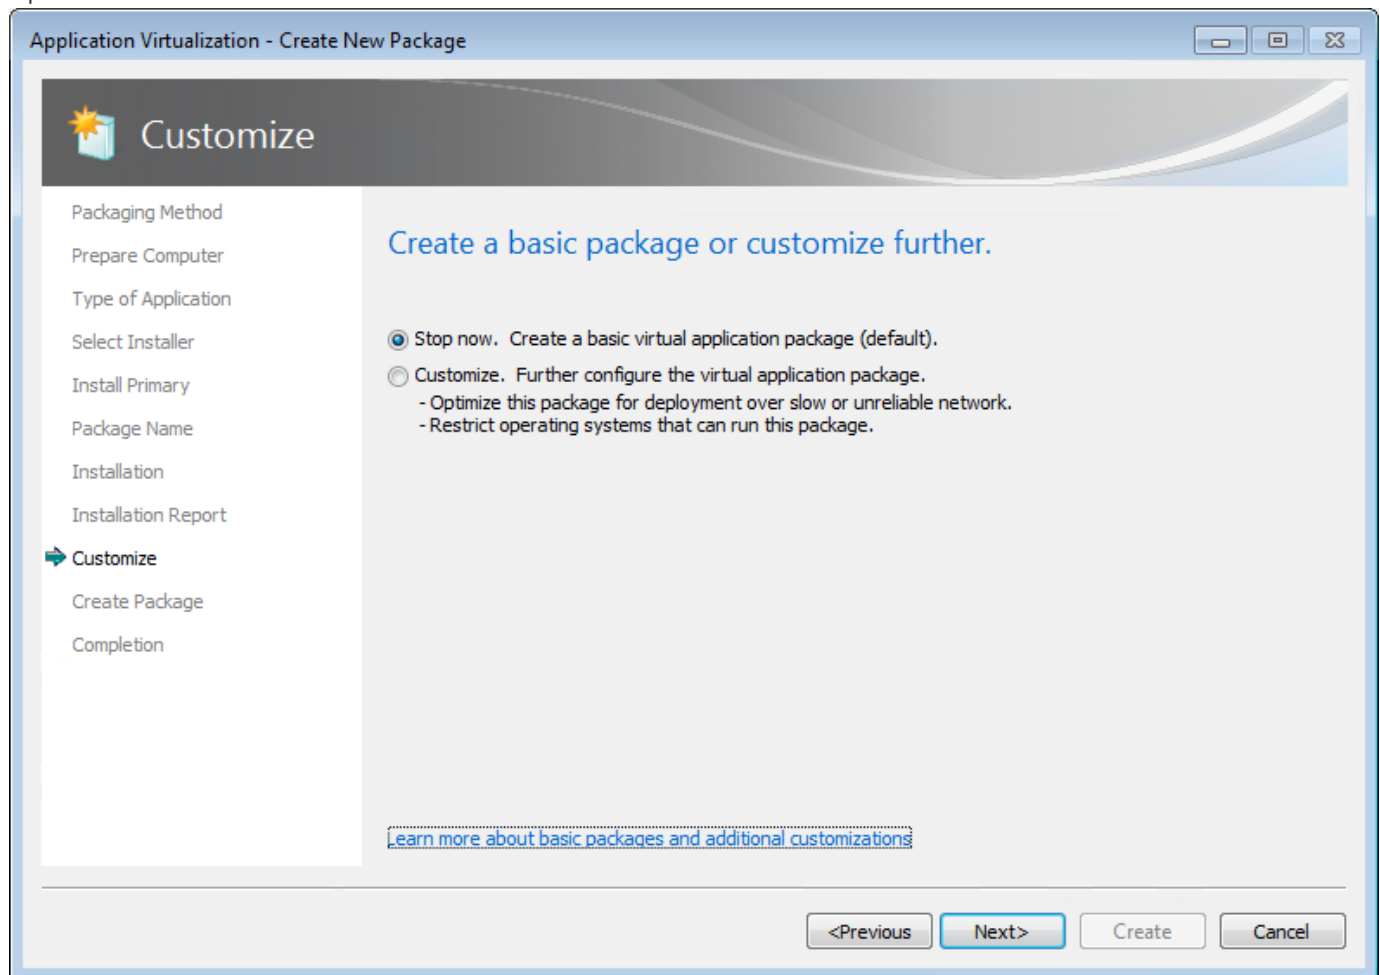 Application Virtualization - Create New Package
Customize
Packaging Method
Prepare Computer
Type of Application
Select Installer
Install Primary
Package Name
Installation
Installation Report
Customize
Create Package
Completion
Create a basic package or customize further.
Stop now. Create a basic virtual application package (default).
Customize. Further configure the virtual application package.
- Optimize this package for deployment over slow or unreliable network.
- Restrict operating systems that can run this package.
Learn more about basic packages and additional customizations
<Previous
Next>
Create
Cancel